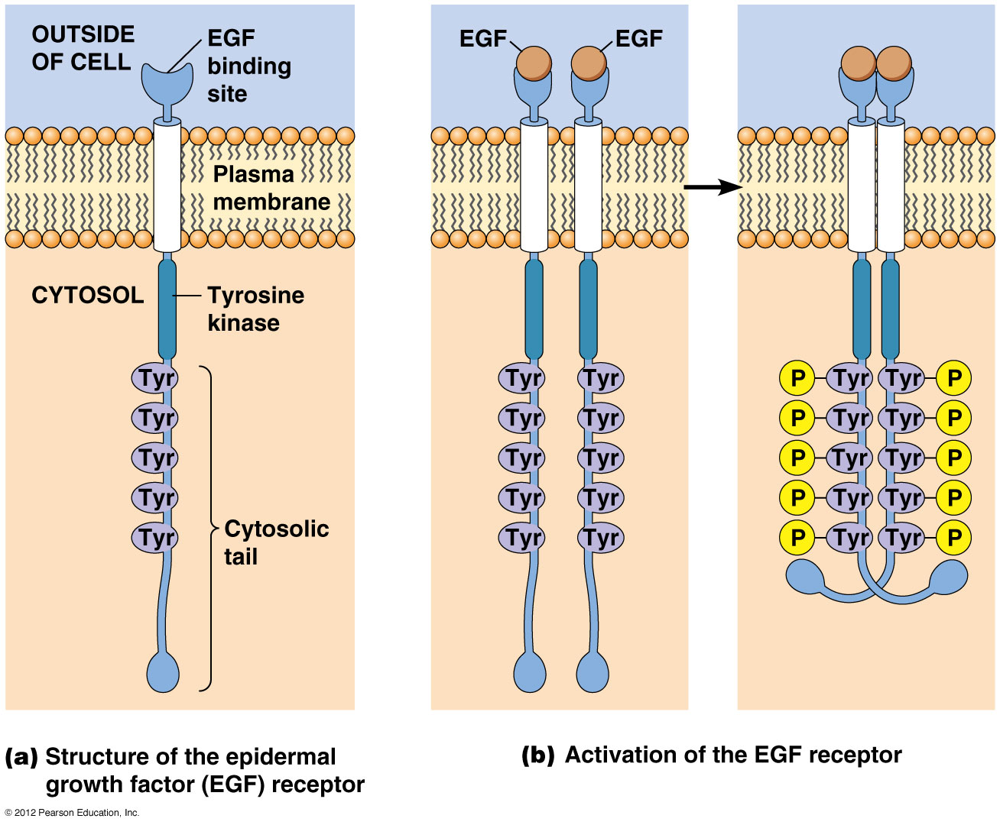 OUTSIDE
OF CELL
EGF
binding
site
Plasma
membrane
CYTOSOL
Tyrosine
kinase
Tyr
Tyr
Tyr
Tyr
Tyr
Cytosolic
tail
(a) Structure of the epidermal
growth factor (EGF) receptor
EGF EGF
Tyr Tyr
Tyr Tyr
Tyr Tyr
Tyr Tyr
Tyr Tyr
P Tyr Tyr P
P Tyr Tyr P
P Tyr Tyr P
P Tyr Tyr P
P Tyr Tyr P
(b) Activation of the EGF receptor
© 2012 Pearson Education, Inc.